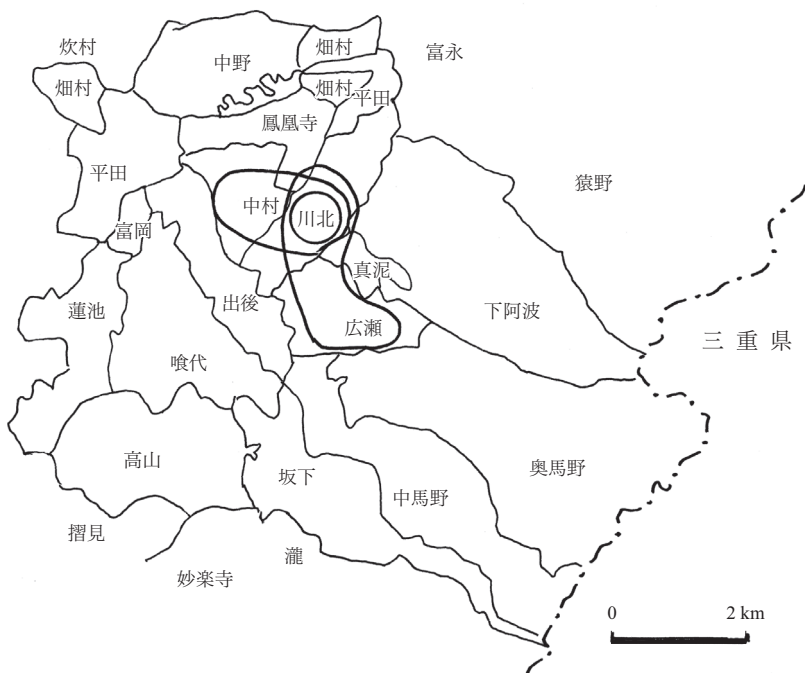 炊村
中野
畑村
富永
畑村
畑村
平田
鳳凰寺
平田
猿野
中村
川北
富岡
真泥
蓮池
出後
下阿波
広瀬
三重県
喰代
高山
坂下
奥馬野
中馬野
摺見
瀧
妙楽寺
0
2 km